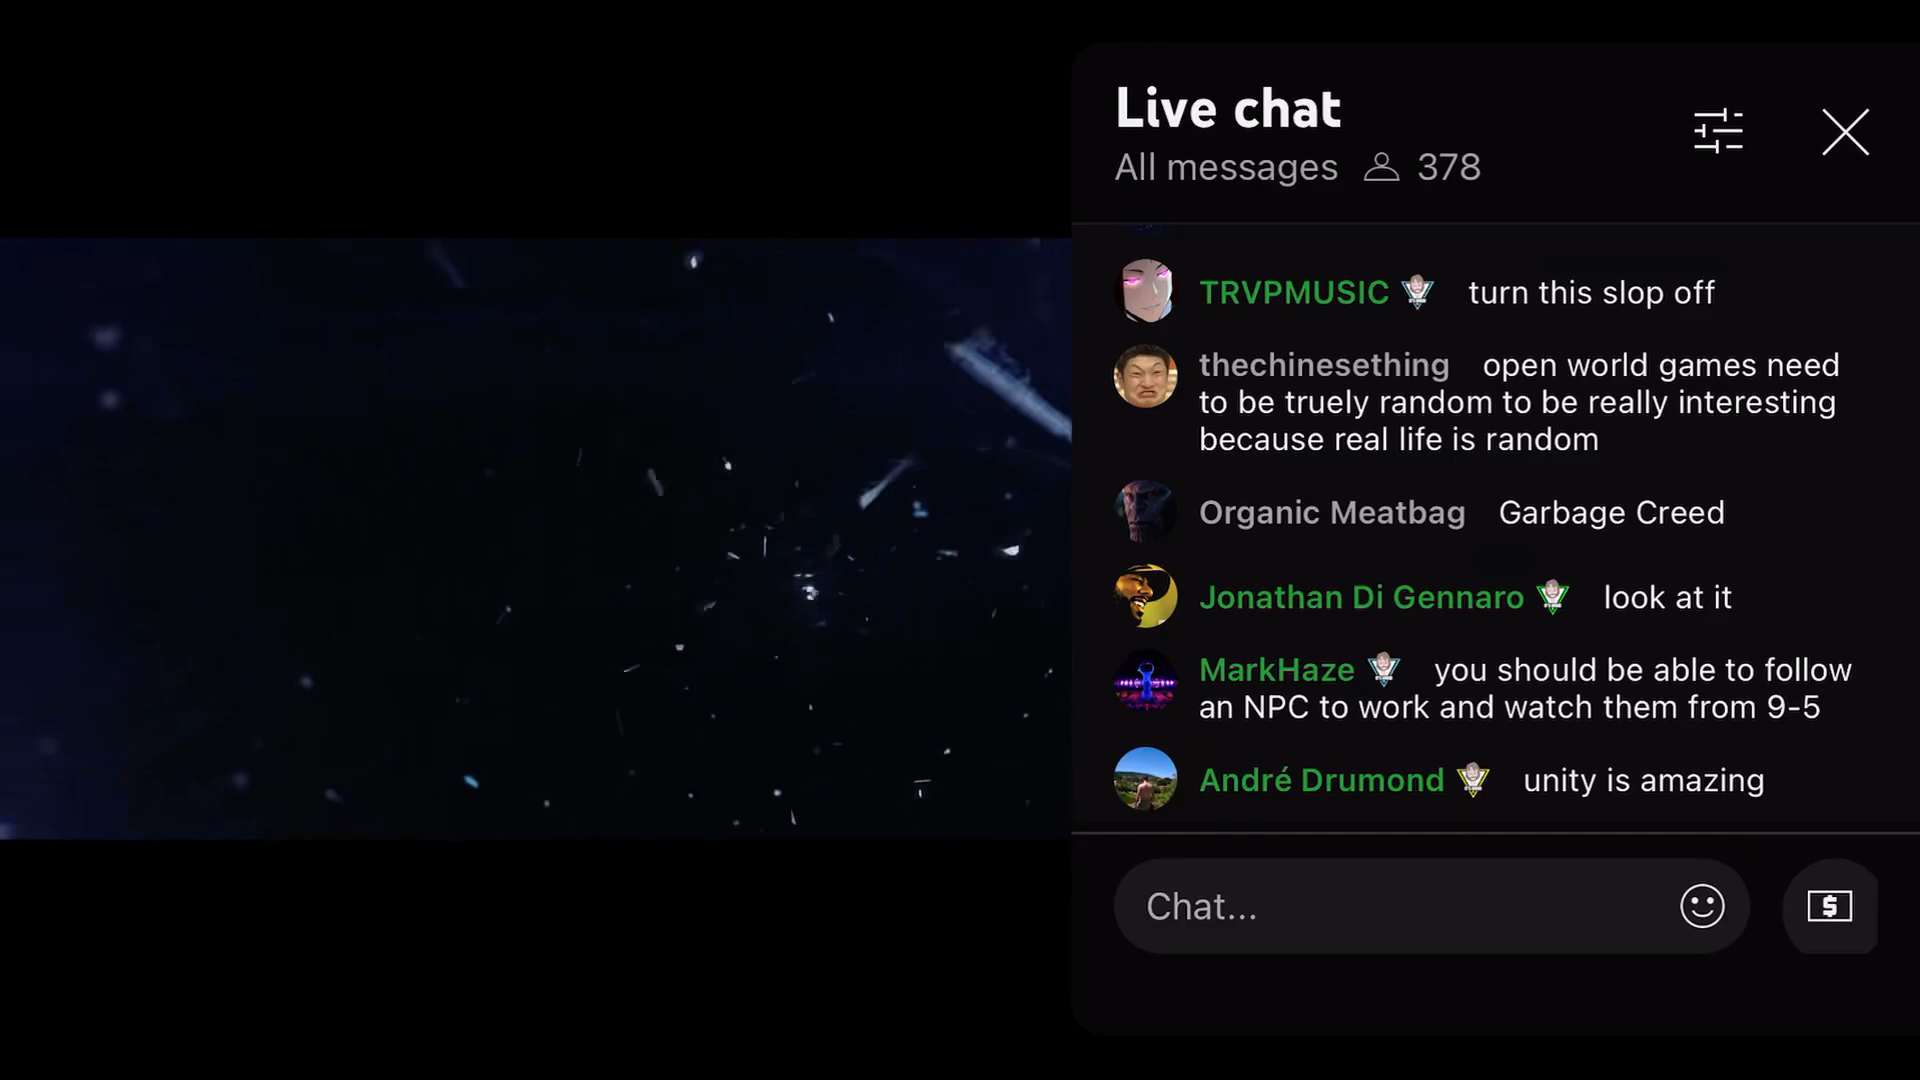 Live chat
All messages 378
TRVPMUSIC turn this slop off
thechinesething open world games need
to be truely random to be really interesting
because real life is random
Organic Meatbag Garbage Creed
Jonathan Di Gennaro look at it
MarkHaze you should be able to follow
an NPC to work and watch them from 9-5
André Drumond unity is amazing
Chat...
$